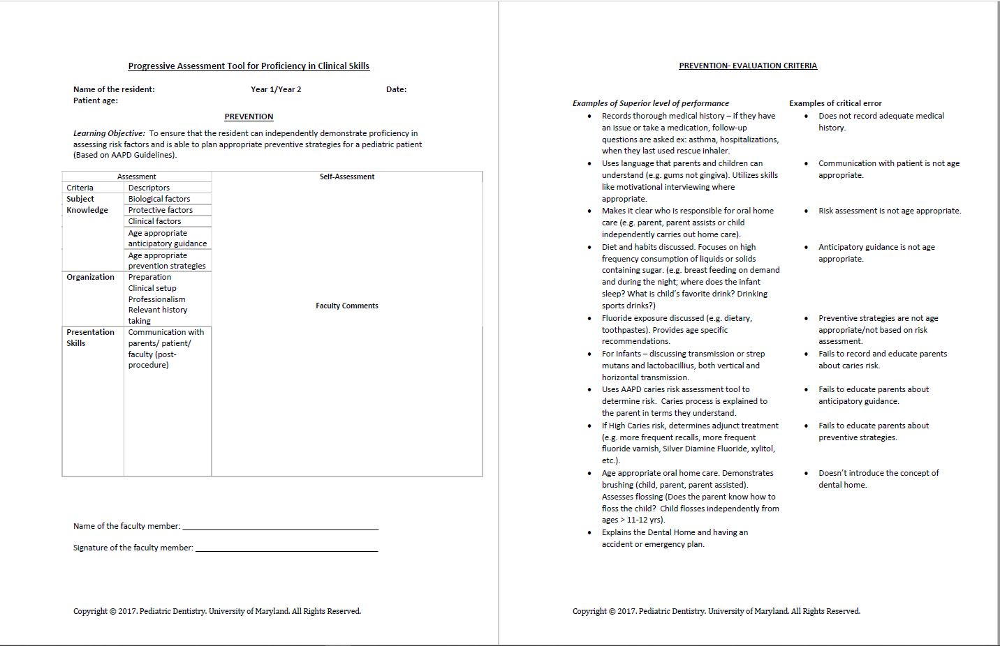 Progressive Assessment Tool for Proficiency in Clinical Skills
Name of the resident: Year 1/Year 2 Date:
Patient age:
PREVENTION
Learning Objective: To ensure that the resident can independently demonstrate proficiency in
assessing risk factors and is able to plan appropriate preventive strategies for a pediatric patient
(Based on AAPD Guidelines).
Assessment
Self-Assessment
Criteria
Descriptors
Subject
Knowledge
Biological factors
Protective factors
Clinical factors
Age appropriate
anticipatory guidance
Age appropriate
prevention strategies
Organization
Preparation
Clinical setup
Professionalism
Relevant history
taking
Faculty Comments
Presentation
Skills
Communication with
parents/ patient/
faculty (post-
procedure)
Name of the faculty member:
Signature of the faculty member:
Copyright © 2017. Pediatric Dentistry. University of Maryland. All Rights Reserved.
PREVENTION- EVALUATION CRITERIA
Examples of Superior level of performance
• Records thorough medical history – if they have
an issue or take a medication, follow-up
questions are asked ex: asthma, hospitalizations,
when they last used rescue inhaler.
• Uses language that parents and children can
understand (e.g. gums not gingiva). Utilizes skills
like motivational interviewing where
appropriate.
• Makes it clear who is responsible for oral home
care (e.g. parent, parent assists or child
independently carries out home care).
• Diet and habits discussed. Focuses on high
frequency consumption of liquids or solids
containing sugar. (e.g. breast feeding on demand
and during the night; where does the infant
sleep? What is child's favorite drink? Drinking
sports drinks?)
• Fluoride exposure discussed (e.g. dietary,
toothpastes). Provides age specific
recommendations.
• For Infants – discussing transmission or strep
mutans and lactobacillius, both vertical and
horizontal transmission.
• Uses AAPD caries risk assessment tool to
determine risk. Caries process is explained to
the parent in terms they understand.
• If High Caries risk, determines adjunct treatment
(e.g. more frequent recalls, more frequent
fluoride varnish, Silver Diamine Fluoride, xylitol,
etc.).
• Age appropriate oral home care. Demonstrates
brushing (child, parent, parent assisted).
Assesses flossing (Does the parent know how to
floss the child? Child flosses independently from
ages > 11-12 yrs).
• Explains the Dental Home and having an
accident or emergency plan.
Examples of critical error
• Does not record adequate medical
history.
• Communication with patient is not age
appropriate.
• Risk assessment is not age appropriate.
• Anticipatory guidance is not age
appropriate.
• Preventive strategies are not age
appropriate/not based on risk
assessment.
• Fails to record and educate parents
about caries risk.
• Fails to educate parents about
anticipatory guidance.
• Fails to educate parents about
preventive strategies.
• Doesn't introduce the concept of
dental home.
Copyright © 2017. Pediatric Dentistry. University of Maryland. All Rights Reserved.